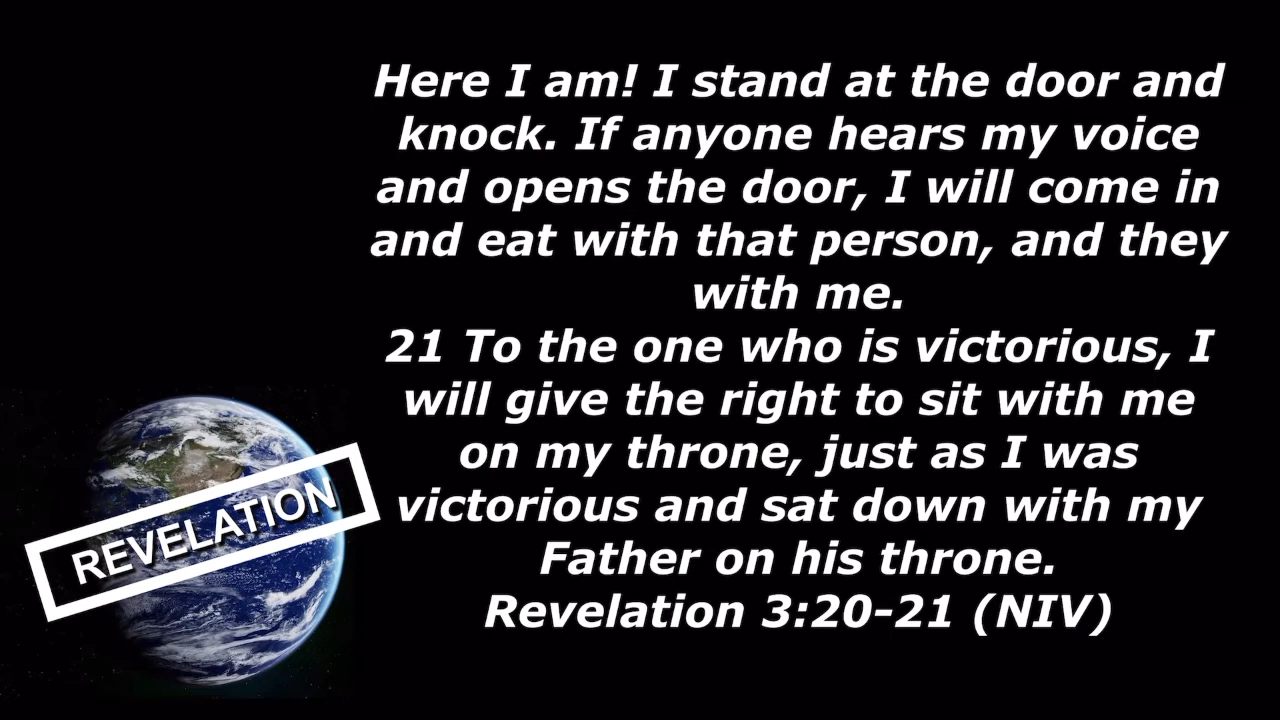 Here I am! I stand at the door and
knock. If anyone hears my voice
and opens the door, I will come in
and eat with that person, and they
with me.
21 To the one who is victorious, I
will give the right to sit with me
on my throne, just as I was
victorious and sat down with my
Father on his throne.
Revelation 3:20-21 (NIV)
REVELATION